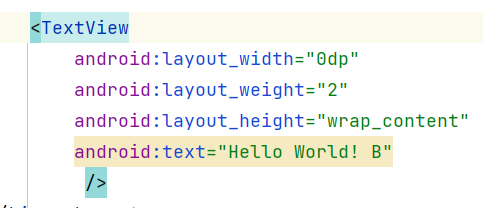 <TextView
android:layout_width="0dp"
android:layout_weight="2"
android:layout_height="wrap_content"
android:text="Hello World! B"
/>